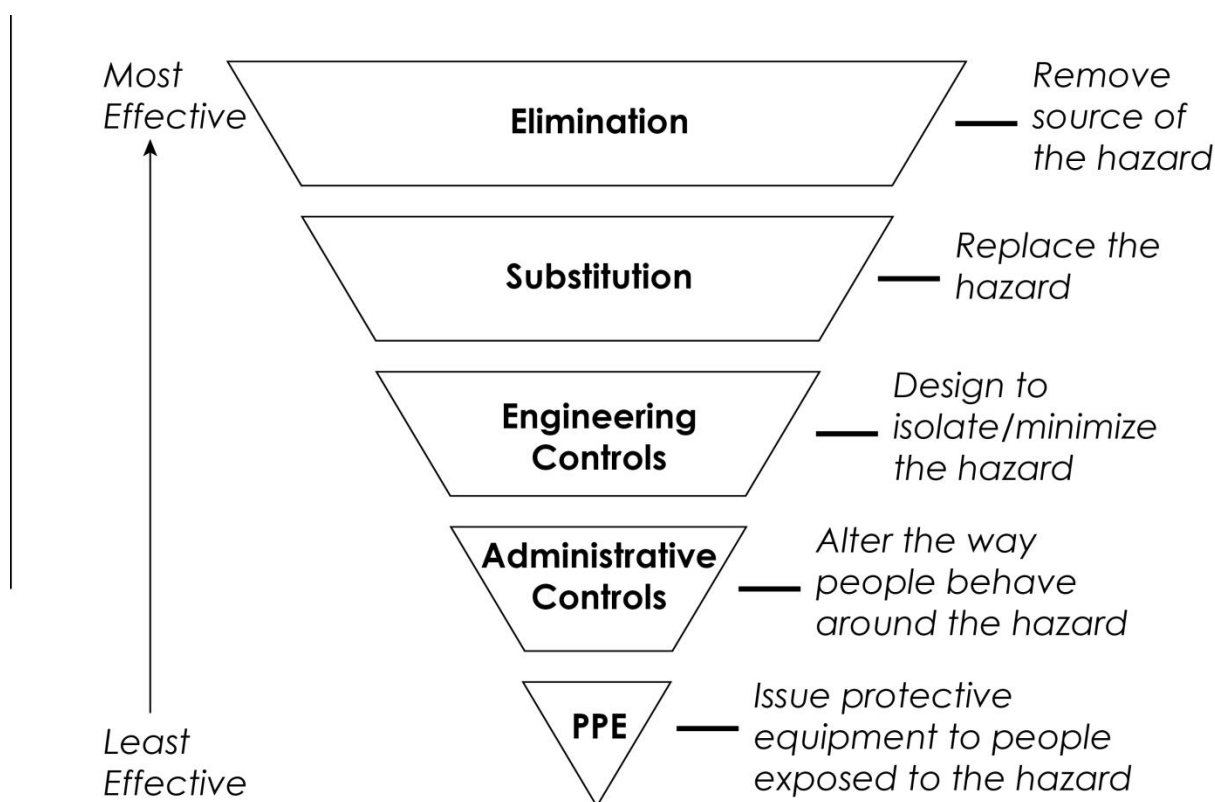 Most
Effective
Elimination
Remove
source of
the hazard
Substitution
Replace the
hazard
Engineering
Controls
Design to
isolate/minimize
the hazard
Administrative
Controls
Alter the way
people behave
around the hazard
PPE
Issue protective
equipment to people
exposed to the hazard
Least
Effective